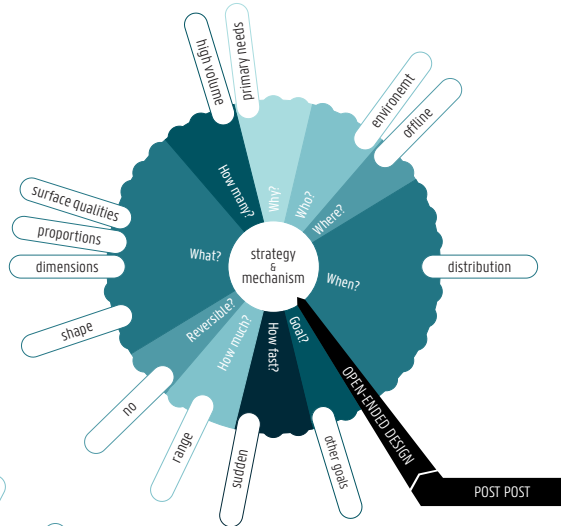 primary needs
high volume
environemt
offline
surface qualities
proportions
dimensions
shape
no
range
sudden
other goals
distribution
How many?
Why?
Who?
Where?
What?
When?
Reversible?
How much?
How fast?
Goal?
strategy
&
mechanism
OPEN-ENDED DESIGN
POST POST